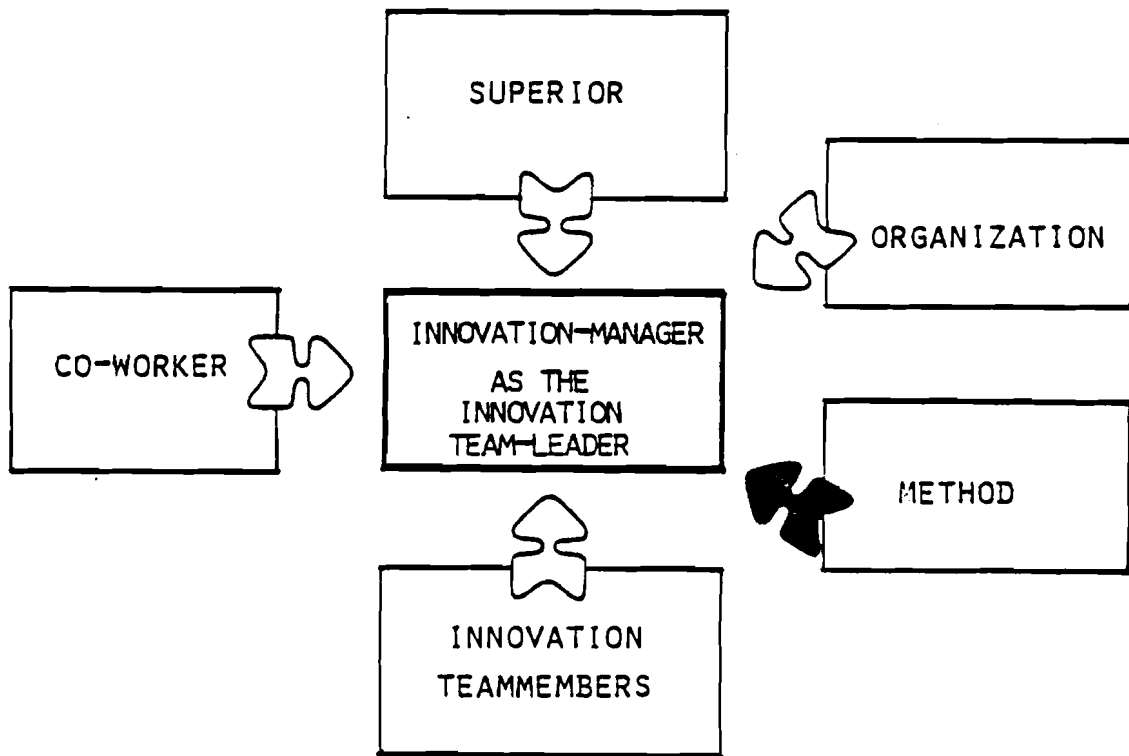 SUPERIOR
ORGANIZATION
CO-WORKER
INNOVATION-MANAGER
AS THE
INNOVATION
TEAM-LEADER
METHOD
INNOVATION
TEAMMEMBERS